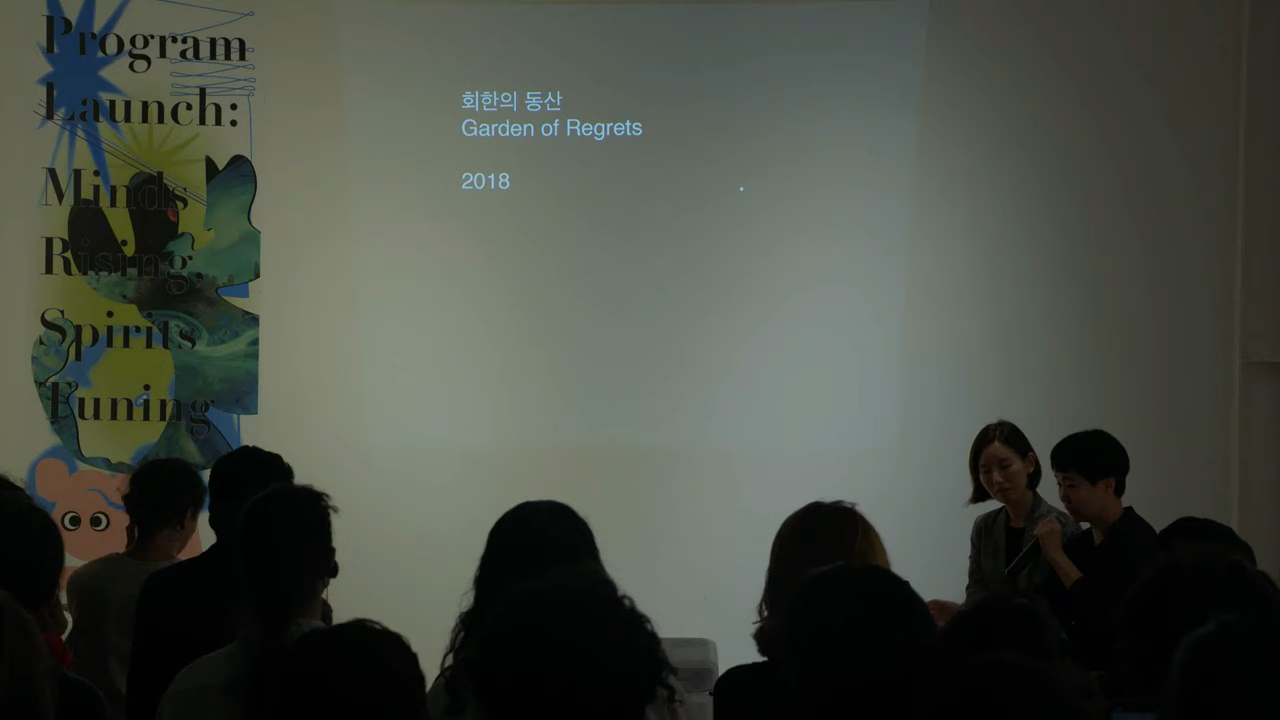 Program
Launch:
Minds
Rising,
Spirits
Tuning
회한의 동산
Garden of Regrets
2018